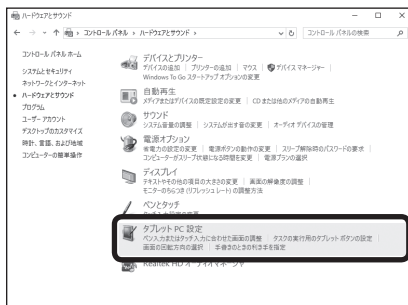 ハードウェアとサウンド
コントロール パネル › ハードウェアとサウンド
コントロール パネルの検索
コントロール パネル ホーム
システムとセキュリティ
ネットワークとインターネット
ハードウェアとサウンド
プログラム
ユーザー アカウント
デスクトップのカスタマイズ
時計、言語、および地域
コンピューターの簡単操作
デバイスとプリンター
デバイスの追加 | プリンターの追加 | マウス | デバイス マネージャー |
Windows To Go スタートアップ オプションの変更
自動再生
メディアまたはデバイスの既定設定の変更 | CD または他のメディアの自動再生
サウンド
システム音量の調整 | システムが出す音の変更 | オーディオ デバイスの管理
電源オプション
省電力の設定の変更 | 電源ボタンの動作の変更 | スリープ解除時のパスワードの要求 |
コンピューターがスリープ状態になる時間を変更 | 電源プランの選択
ディスプレイ
テキストやその他の項目の大きさの変更 | 画面の解像度の調整 |
モニターのちらつき (リフレッシュ レート) の調整方法
ペンとタッチ
タブレット PC 設定
ペン入力またはタッチ入力に合わせた画面の調整 | タスクの実行用のタブレット ボタンの設定 |
画面の回転方向の選択 | 手書きのときの利き手を指定
Realtek HD オーディオマネージャ